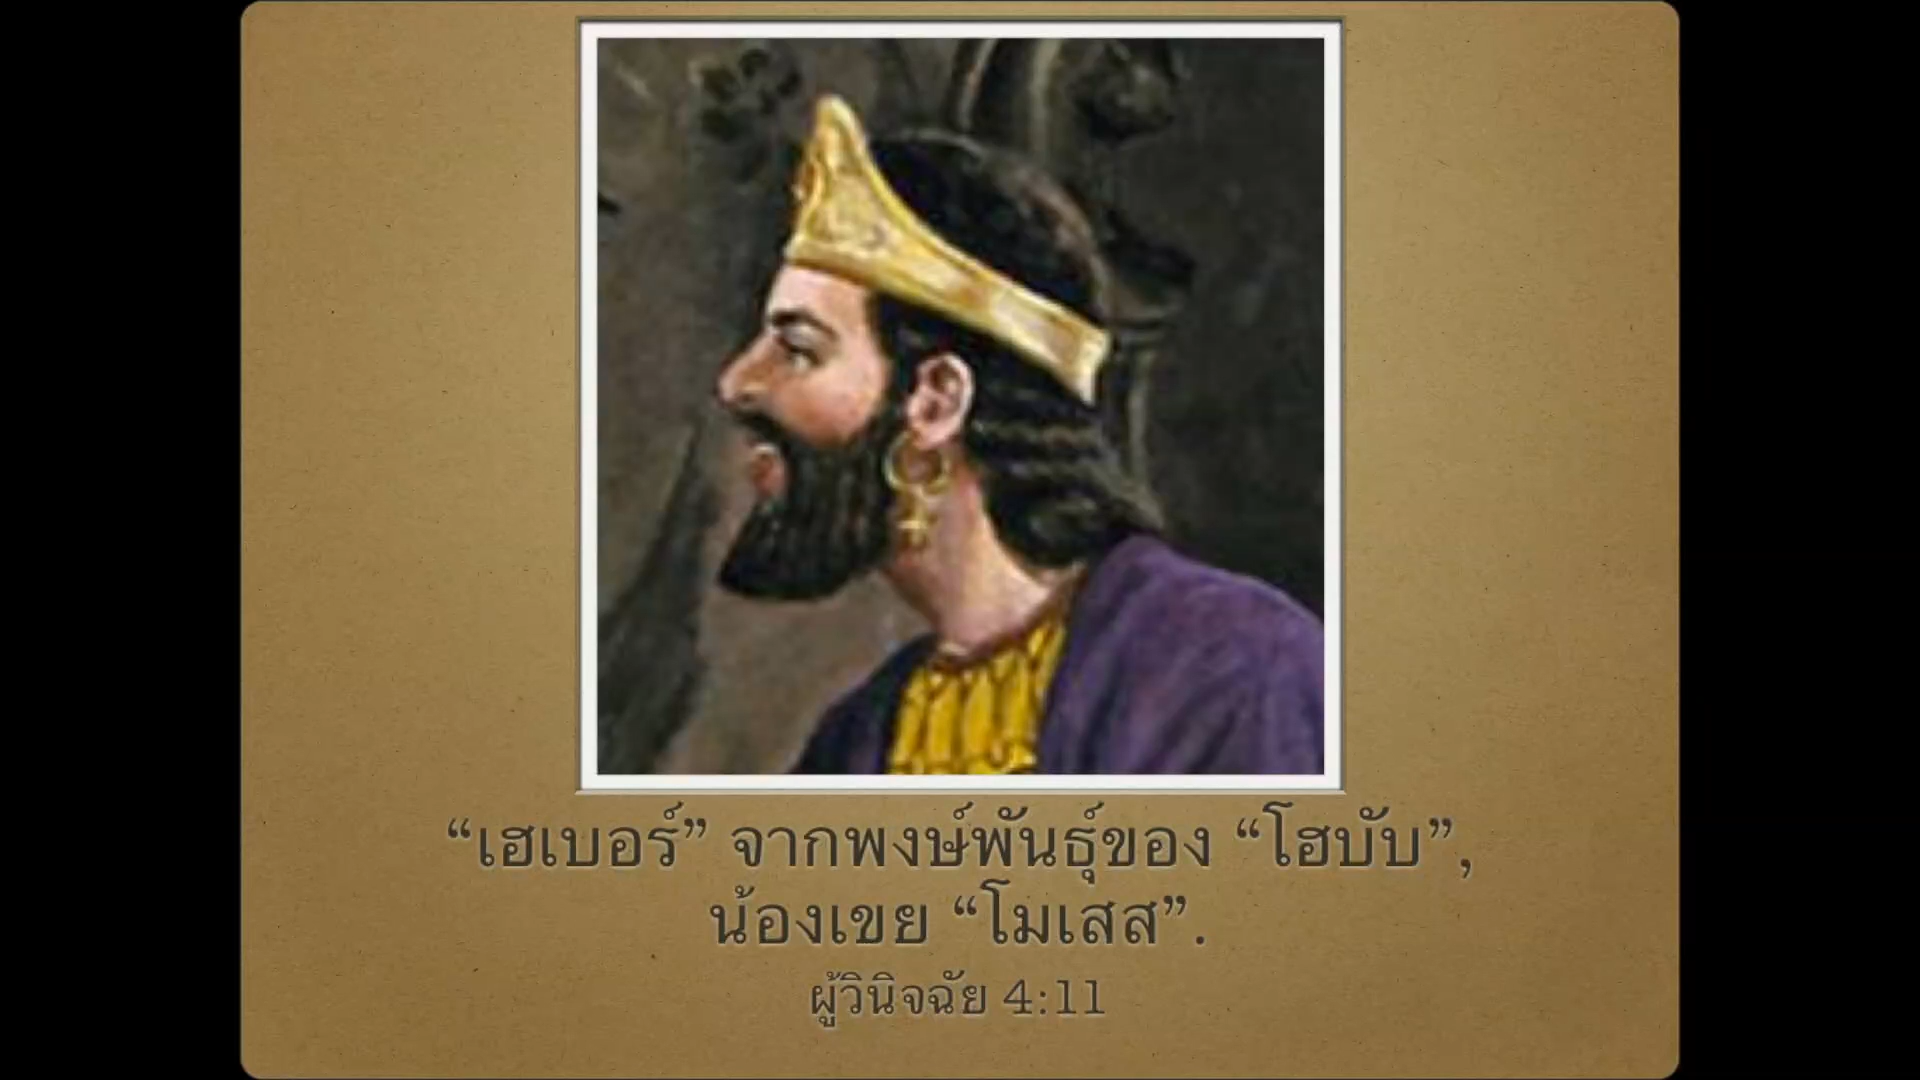 “เฮเบอร์” จากพงษ์พันธุ์ของ “โฮบับ”,
น้องเขย “โมเสส”.
ผู้วินิจฉัย 4:11